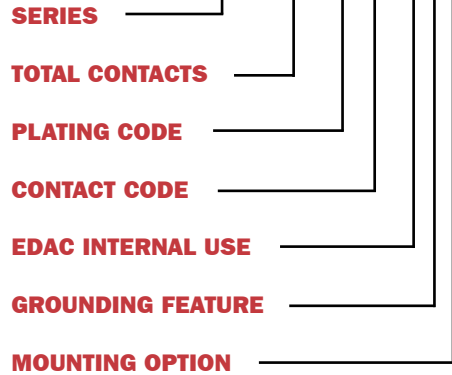 SERIES
TOTAL CONTACTS
PLATING CODE
CONTACT CODE
EDAC INTERNAL USE
GROUNDING FEATURE
MOUNTING OPTION